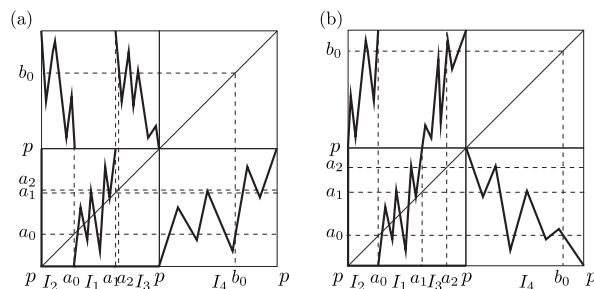 (a) (b)
b₀ b₀
p p
a₂ a₂
a₁ a₁
a₀ a₀
p I₂ a₀ I₁ a₁ a₂ I₃ p I₄ b₀ p p I₂ a₀ I₁ a₁ I₃ a₂ p I₄ b₀ p